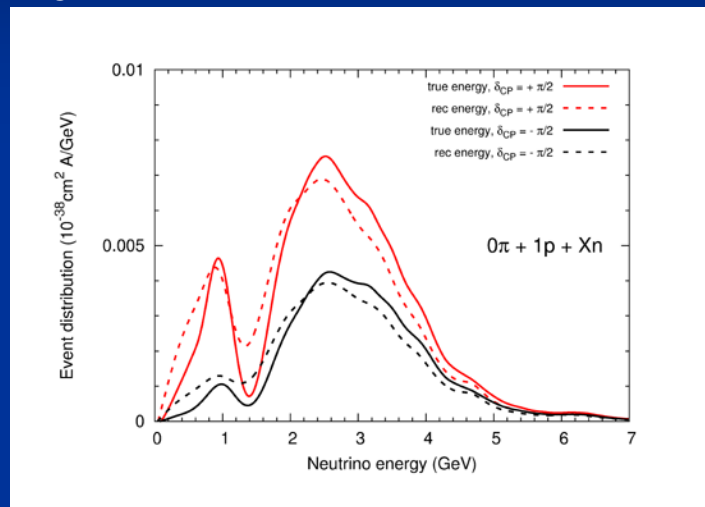 0.01
true energy, δCP = + π/2
rec energy, δCP = + π/2
true energy, δCP = - π/2
rec energy, δCP = - π/2
0π + 1p + Xn
0.005
0
0 1 2 3 4 5 6 7
Event distribution (10⁻³⁸cm² A/GeV)
Neutrino energy (GeV)